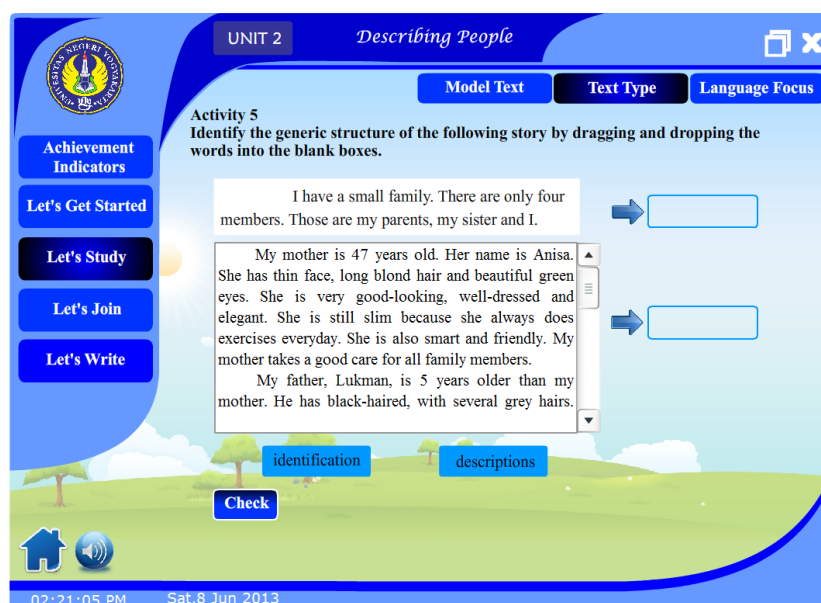 UNIT 2
Describing People
Model Text
Text Type
Language Focus
Activity 5
Identify the generic structure of the following story by dragging and dropping the
words into the blank boxes.
Achievement
Indicators
Let's Get Started
Let's Study
Let's Join
Let's Write
I have a small family. There are only four
members. Those are my parents, my sister and I.
My mother is 47 years old. Her name is Anisa.
She has thin face, long blond hair and beautiful green
eyes. She is very good-looking, well-dressed and
elegant. She is still slim because she always does
exercises everyday. She is also smart and friendly. My
mother takes a good care for all family members.
My father, Lukman, is 5 years older than my
mother. He has black-haired, with several grey hairs.
identification
descriptions
Check
UNIVERSITAS NEGERI YOGYAKARTA
02:21:05 PM
Sat,8 Jun 2013